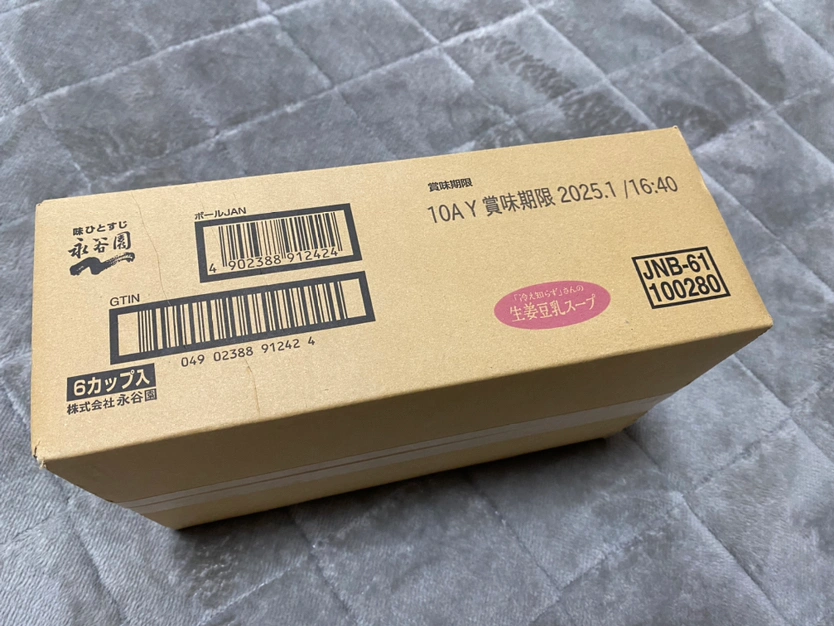 味ひとすじ
永谷園
ボールJAN
4 902388 912424
GTIN
049 02388 91242 4
6カップ入
株式会社永谷園
賞味期限
10A Y 賞味期限 2025.1 /16:40
「冷え知らず」さんの
生姜豆乳スープ
JNB-61
100280